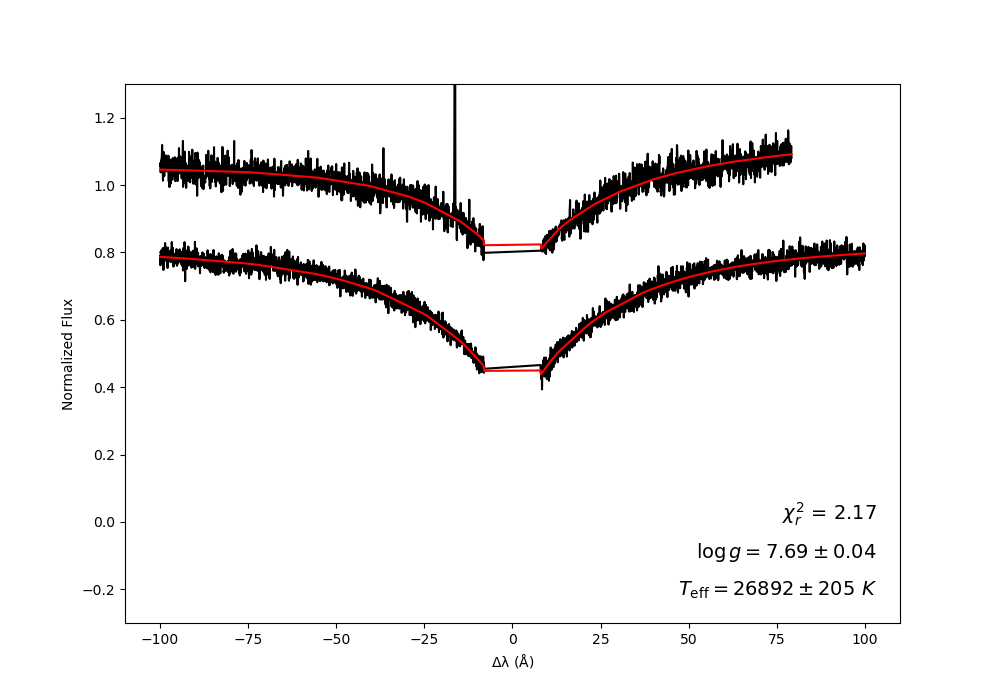 1.2
1.0
0.8
0.6
0.4
0.2
0.0
−0.2
Normalized Flux
χ²ᵣ = 2.17
log g = 7.69 ± 0.04
T_eff = 26892 ± 205 K
−100 −75 −50 −25 0 25 50 75 100
Δλ (Å)